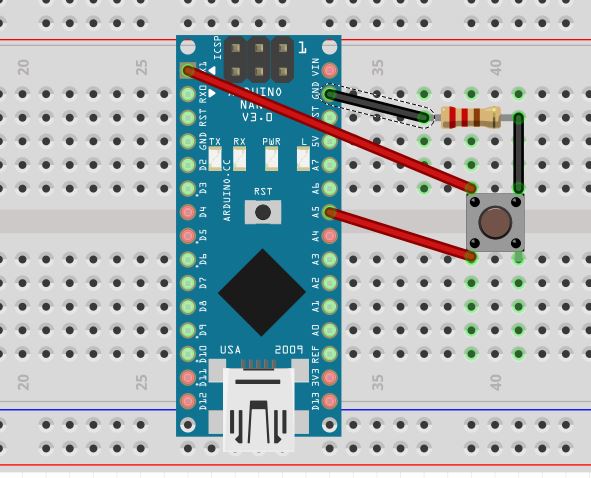 ICSP
1
TX1
RX0
RST
GND
D2
D3
D4
D5
D6
D7
D8
D9
D10
D11
D12
VIN
GND
RST
5V
A7
A6
A5
A4
A3
A2
A1
A0
REF
3V3
D13
ARDUINO
NANO
V3.0
TX RX PWR L
RST
ARDUINO.CC
USA 2009
20
25
35
40
20
25
35
40